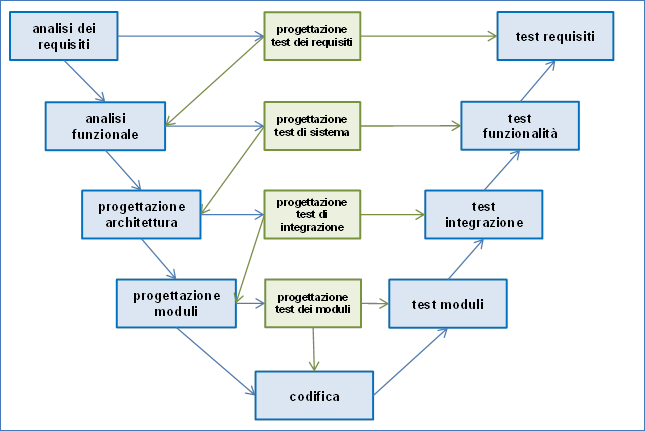 analisi dei
requisiti
progettazione
test dei requisiti
test requisiti
analisi
funzionale
progettazione
test di sistema
test
funzionalità
progettazione
architettura
progettazione
test di
integrazione
test
integrazione
progettazione
moduli
progettazione
test dei moduli
test moduli
codifica